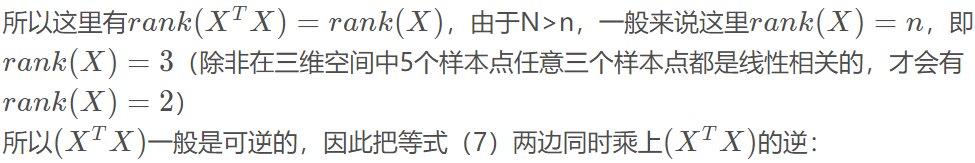 所以这里有rank(X^T X) = rank(X)，由于N>n，一般来说这里rank(X) = n，即
rank(X) = 3（除非在三维空间中5个样本点任意三个样本点都是线性相关的，才会有
rank(X) = 2）
所以(X^T X)一般是可逆的，因此把等式（7）两边同时乘上(X^T X)的逆：